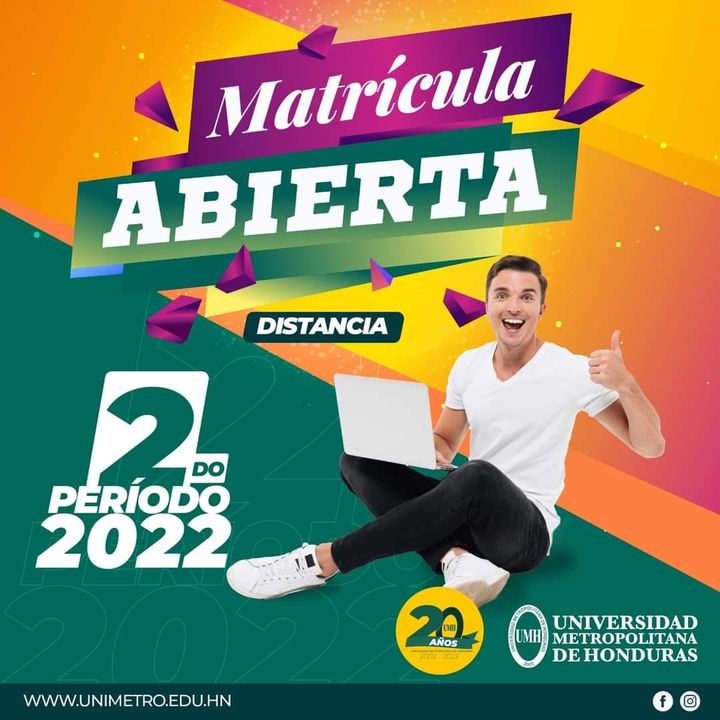 Matrícula
ABIERTA
DISTANCIA
2DO
PERÍODO
2022
20
UMH
AÑOS
2002 - 2022
UMH
UNIVERSIDAD
METROPOLITANA
DE HONDURAS
WWW.UNIMETRO.EDU.HN